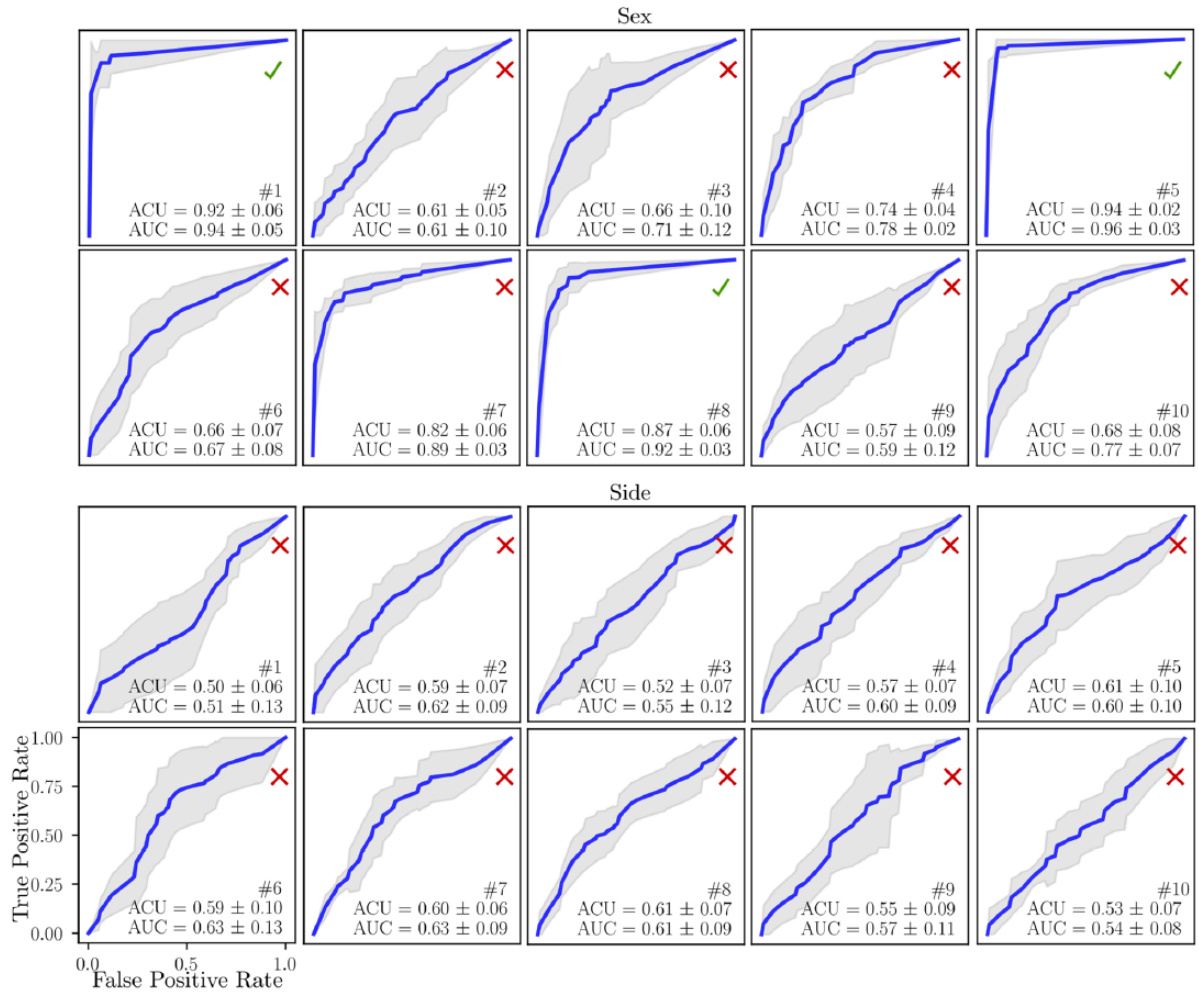 Sex
#1
ACU = 0.92 ± 0.06
AUC = 0.94 ± 0.05
#2
ACU = 0.61 ± 0.05
AUC = 0.61 ± 0.10
#3
ACU = 0.66 ± 0.10
AUC = 0.71 ± 0.12
#4
ACU = 0.74 ± 0.04
AUC = 0.78 ± 0.02
#5
ACU = 0.94 ± 0.02
AUC = 0.96 ± 0.03
#6
ACU = 0.66 ± 0.07
AUC = 0.67 ± 0.08
#7
ACU = 0.82 ± 0.06
AUC = 0.89 ± 0.03
#8
ACU = 0.87 ± 0.06
AUC = 0.92 ± 0.03
#9
ACU = 0.57 ± 0.09
AUC = 0.59 ± 0.12
#10
ACU = 0.68 ± 0.08
AUC = 0.77 ± 0.07
Side
#1
ACU = 0.50 ± 0.06
AUC = 0.51 ± 0.13
#2
ACU = 0.59 ± 0.07
AUC = 0.62 ± 0.09
#3
ACU = 0.52 ± 0.07
AUC = 0.55 ± 0.12
#4
ACU = 0.57 ± 0.07
AUC = 0.60 ± 0.09
#5
ACU = 0.61 ± 0.10
AUC = 0.60 ± 0.10
True Positive Rate
1.00
0.75
0.50
0.25
0.00
#6
ACU = 0.59 ± 0.10
AUC = 0.63 ± 0.13
#7
ACU = 0.60 ± 0.06
AUC = 0.63 ± 0.09
#8
ACU = 0.61 ± 0.07
AUC = 0.61 ± 0.09
#9
ACU = 0.55 ± 0.09
AUC = 0.57 ± 0.11
#10
ACU = 0.53 ± 0.07
AUC = 0.54 ± 0.08
0.0 0.5 1.0
False Positive Rate